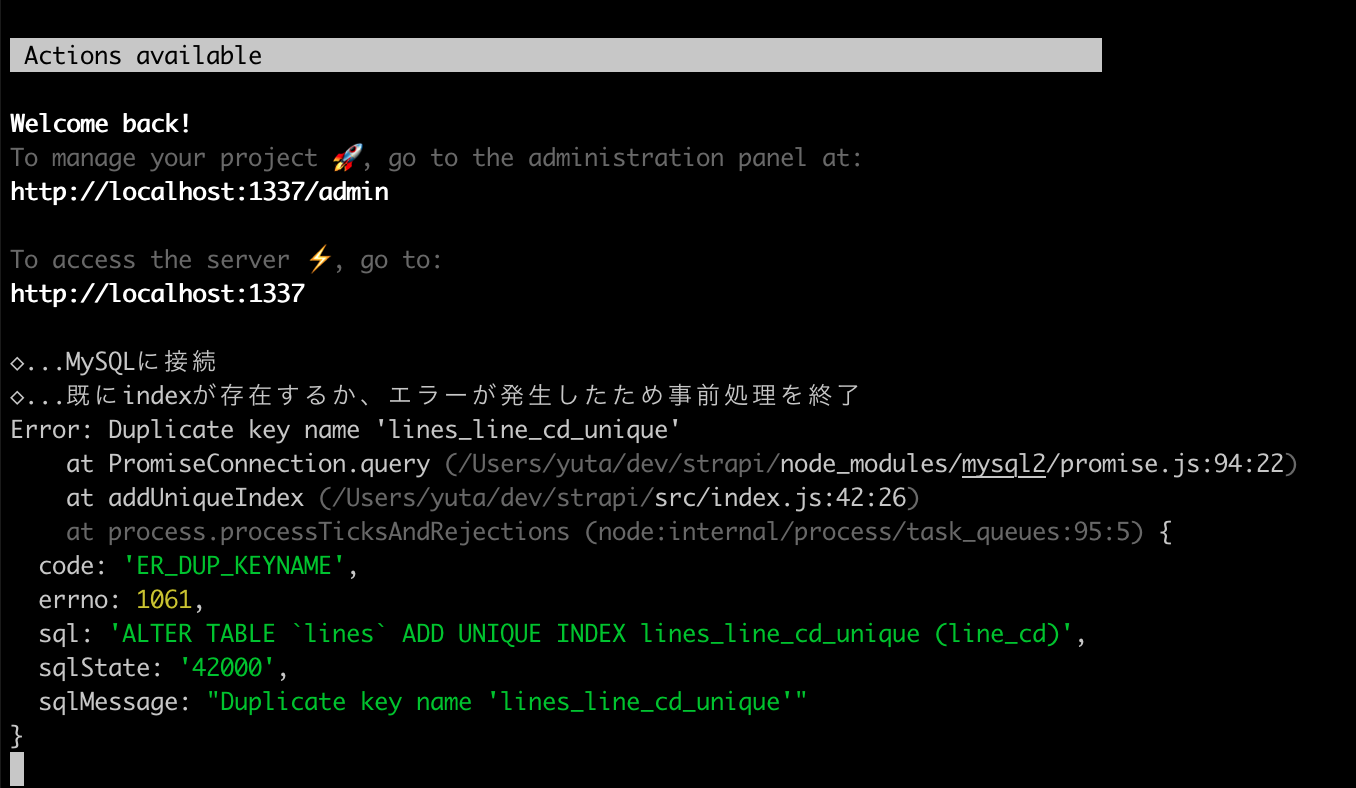 Actions available
Welcome back!
To manage your project 🚀, go to the administration panel at:
http://localhost:1337/admin
To access the server ⚡, go to:
http://localhost:1337
◇...MySQLに接続
◇...既にindexが存在するか、エラーが発生したため事前処理を終了
Error: Duplicate key name 'lines_line_cd_unique'
    at PromiseConnection.query (/Users/yuta/dev/strapi/node_modules/mysql2/promise.js:94:22)
    at addUniqueIndex (/Users/yuta/dev/strapi/src/index.js:42:26)
    at process.processTicksAndRejections (node:internal/process/task_queues:95:5) {
  code: 'ER_DUP_KEYNAME',
  errno: 1061,
  sql: 'ALTER TABLE `lines` ADD UNIQUE INDEX lines_line_cd_unique (line_cd)',
  sqlState: '42000',
  sqlMessage: "Duplicate key name 'lines_line_cd_unique'"
}